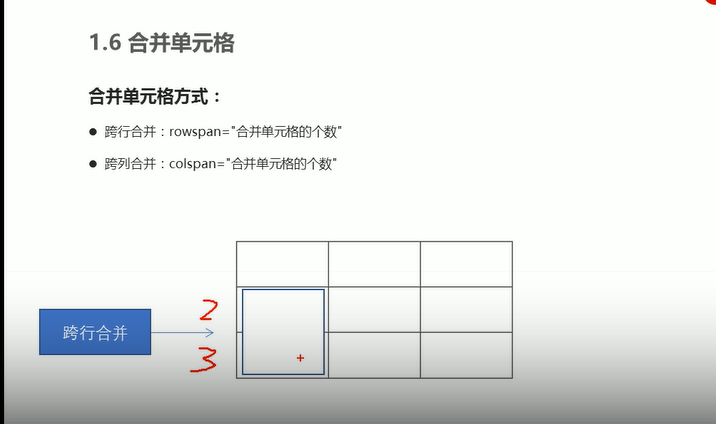 1.6 合并单元格
合并单元格方式：
● 跨行合并：rowspan="合并单元格的个数"
● 跨列合并：colspan="合并单元格的个数"
2
跨行合并
3